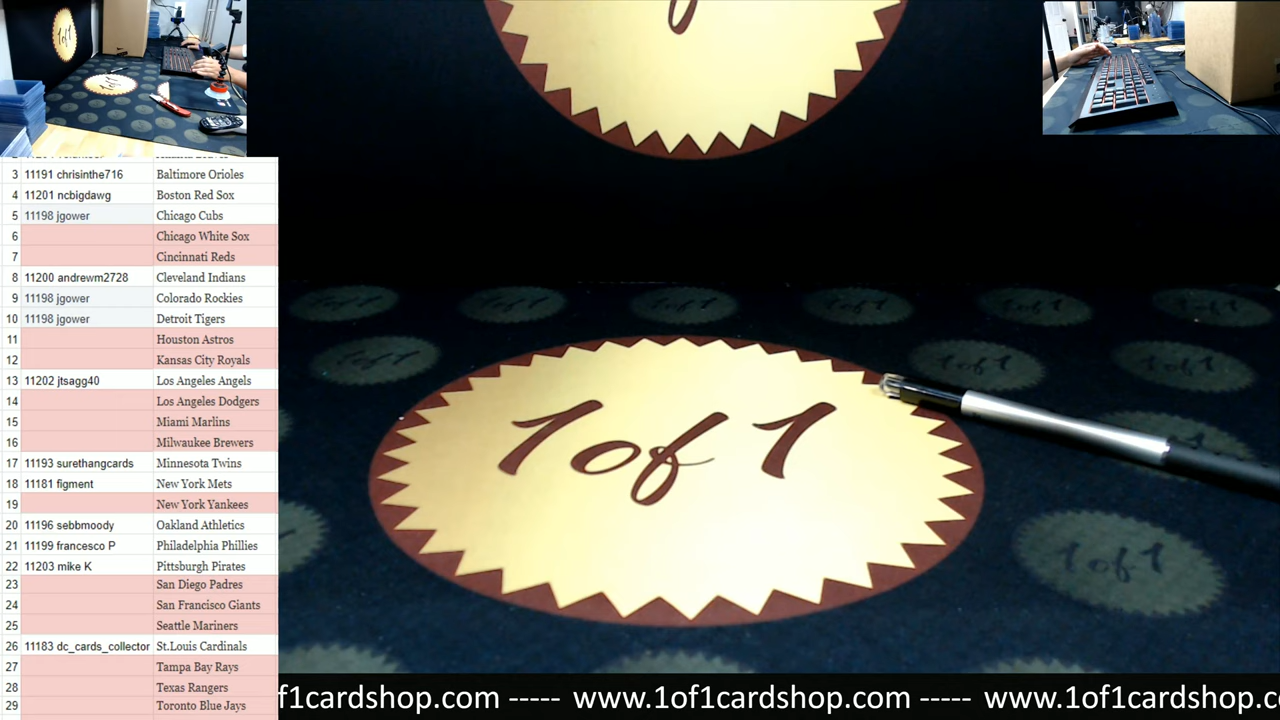 1of1
3 11191 chrisinthe716 Baltimore Orioles
4 11201 ncbigdawg Boston Red Sox
5 11198 jgower Chicago Cubs
6 Chicago White Sox
7 Cincinnati Reds
8 11200 andrewm2728 Cleveland Indians
9 11198 jgower Colorado Rockies
10 11198 jgower Detroit Tigers
11 Houston Astros
12 Kansas City Royals
13 11202 jtsagg40 Los Angeles Angels
14 Los Angeles Dodgers
15 Miami Marlins
16 Milwaukee Brewers
17 11193 surethangcards Minnesota Twins
18 11181 figment New York Mets
19 New York Yankees
20 11196 sebbmoody Oakland Athletics
21 11199 francesco P Philadelphia Phillies
22 11203 mike K Pittsburgh Pirates
23 San Diego Padres
24 San Francisco Giants
25 Seattle Mariners
26 11183 dc_cards_collector St.Louis Cardinals
27 Tampa Bay Rays
28 Texas Rangers
29 Toronto Blue Jays
1of1
1of1
f1cardshop.com ----- www.1of1cardshop.com ----- www.1of1cardshop.c